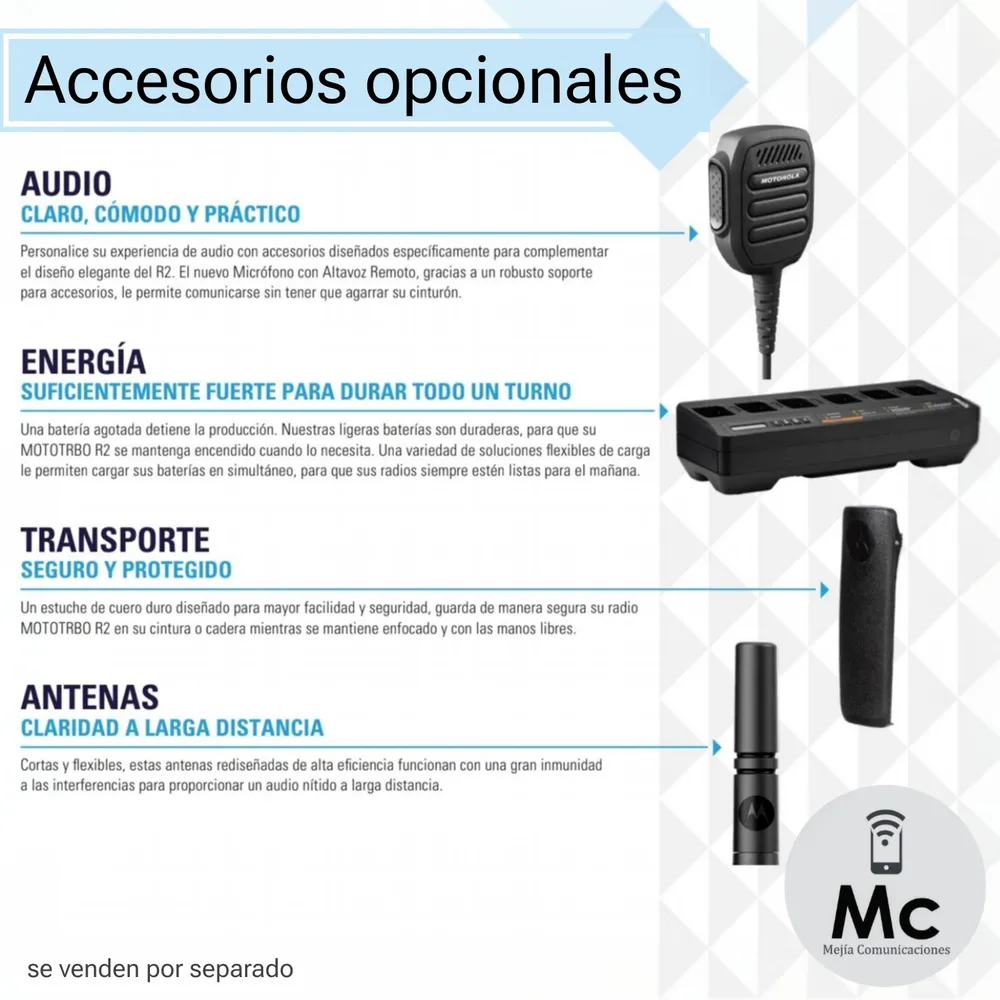 Accesorios opcionales
AUDIO
CLARO, CÓMODO Y PRÁCTICO
Personalice su experiencia de audio con accesorios diseñados específicamente para complementar
el diseño elegante del R2. El nuevo Micrófono con Altavoz Remoto, gracias a un robusto soporte
para accesorios, le permite comunicarse sin tener que agarrar su cinturón.
MOTOROLA
ENERGÍA
SUFICIENTEMENTE FUERTE PARA DURAR TODO UN TURNO
Una batería agotada detiene la producción. Nuestras ligeras baterías son duraderas, para que su
MOTOTRBO R2 se mantenga encendido cuando lo necesita. Una variedad de soluciones flexibles de carga
le permiten cargar sus baterías en simultáneo, para que sus radios siempre estén listas para el mañana.
TRANSPORTE
SEGURO Y PROTEGIDO
Un estuche de cuero duro diseñado para mayor facilidad y seguridad, guarda de manera segura su radio
MOTOTRBO R2 en su cintura o cadera mientras se mantiene enfocado y con las manos libres.
ANTENAS
CLARIDAD A LARGA DISTANCIA
Cortas y flexibles, estas antenas rediseñadas de alta eficiencia funcionan con una gran inmunidad
a las interferencias para proporcionar un audio nítido a larga distancia.
Mc
Mejía Comunicaciones
se venden por separado